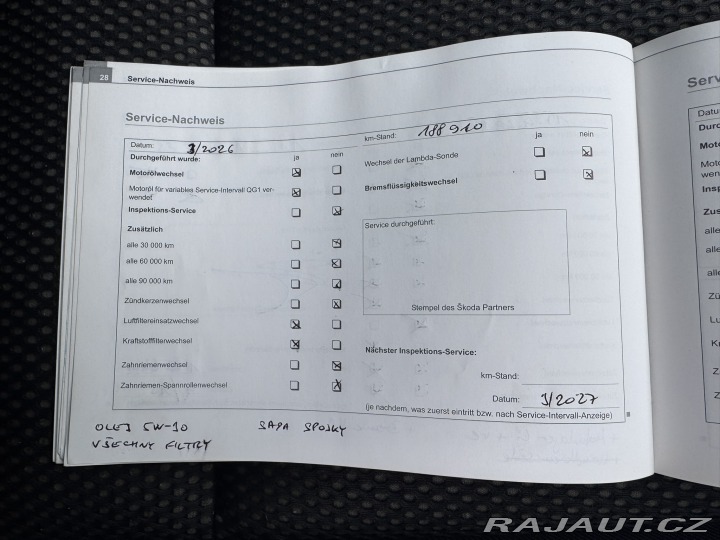 28 Service-Nachweis
Service-Nachweis
Datum: 3/2026
km-Stand: 188 910
Durchgeführt wurde: ja nein
ja nein
Motorölwechsel
Wechsel der Lambda-Sonde
Motoröl für variables Service-Intervall QG1 ver-
wendet
Bremsflüssigkeitswechsel
Inspektions-Service
Zusätzlich
Service durchgeführt:
alle 30 000 km
alle 60 000 km
alle 90 000 km
Zündkerzenwechsel
Stempel des Škoda Partners
Luftfiltereinsatzwechsel
Kraftstofffilterwechsel
Nächster Inspektions-Service:
Zahnriemenwechsel
km-Stand:
Zahnriemen-Spannrollenwechsel
Datum: 3/2027
(je nachdem, was zuerst eintritt bzw. nach Service-Intervall-Anzeige)
OLEJ 5W-30 SADA SPOJKY
VŠECHNY FILTRY
RAJAUT.CZ